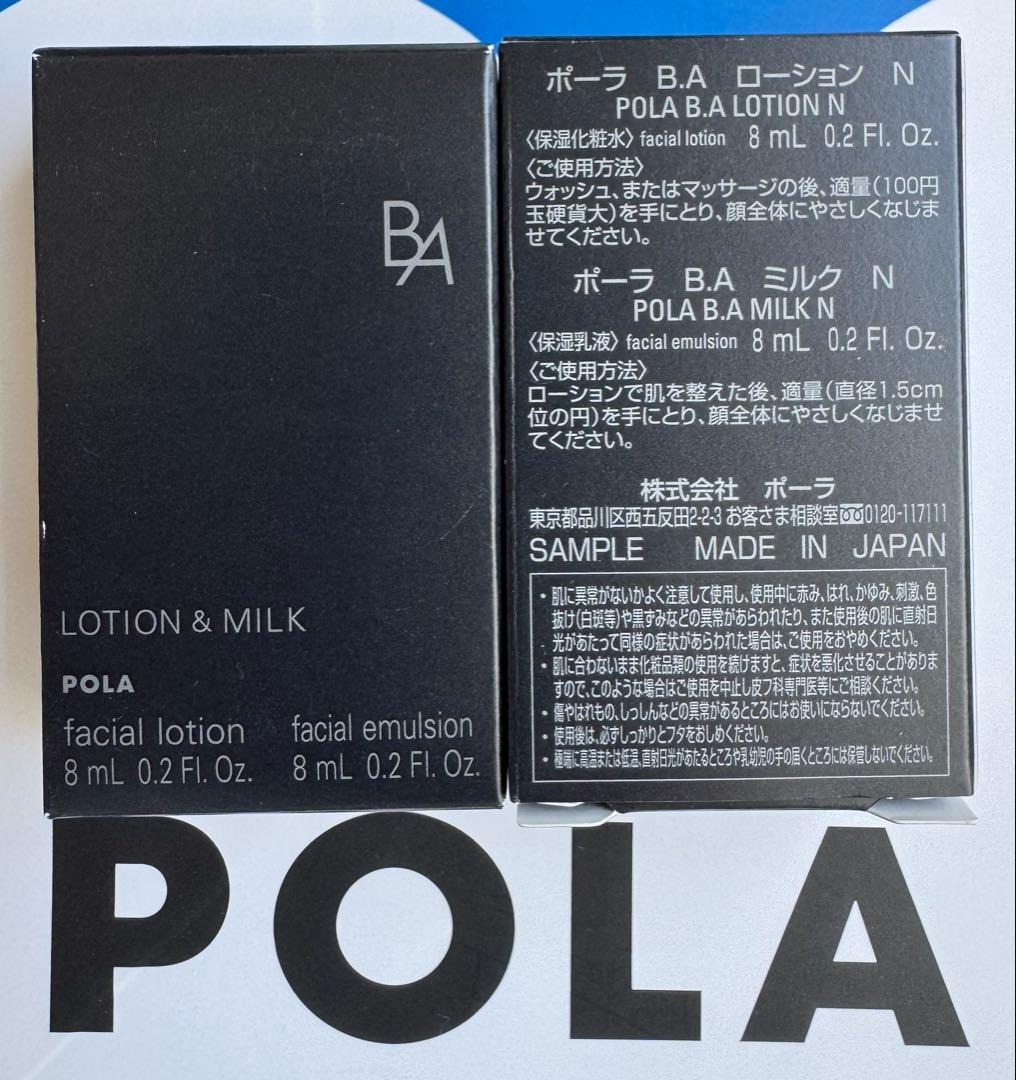 BA
LOTION & MILK
POLA
facial lotion facial emulsion
8 mL 0.2 Fl. Oz. 8 mL 0.2 Fl. Oz.
ポーラ B.A ローション N
POLA B.A LOTION N
〈保湿化粧水〉 facial lotion 8 mL 0.2 Fl. Oz.
〈ご使用方法〉
ウォッシュ、またはマッサージの後、適量(100円
玉硬貨大)を手にとり、顔全体にやさしくなじま
せてください。
ポーラ B.A ミルク N
POLA B.A MILK N
〈保湿乳液〉 facial emulsion 8 mL 0.2 Fl. Oz.
〈ご使用方法〉
ローションで肌を整えた後、適量(直径1.5cm
位の円)を手にとり、顔全体にやさしくなじませ
てください。
株式会社 ポーラ
東京都品川区西五反田2-2-3 お客さま相談室 0120-117111
SAMPLE MADE IN JAPAN
・肌に異常がないかよく注意して使用し、使用中に赤み、はれ、かゆみ、刺激、色
抜け(白斑等)や黒ずみなどの異常があらわれたり、また使用後の肌に直射日
光があたって同様の症状があらわれた場合は、ご使用をおやめください。
・肌に合わないまま化粧品類の使用を続けますと、症状を悪化させることがありま
すので、このような場合はご使用を中止し皮フ科専門医等にご相談ください。
・傷やはれもの、しっしんなどの異常があるところにはお使いにならないでください。
・使用後は、必ずしっかりとフタをおしめください。
・極端に高温または低温、直射日光があたるところや乳幼児の手の届くところには保管しないでください。
POLA